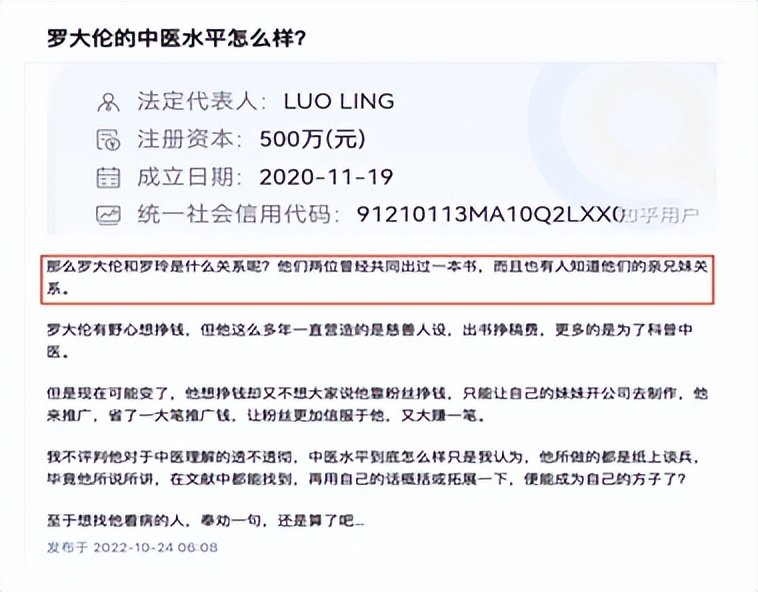 罗大伦的中医水平怎么样？
法定代表人： LUO LING
注册资本： 500万(元)
成立日期： 2020-11-19
统一社会信用代码： 91210113MA10Q2LXX0
知乎用户
那么罗大伦和罗玲是什么关系呢？他们两位曾经共同出过一本书，而且也有人知道他们的亲兄妹关
系。
罗大伦有野心想挣钱，但他这么多年一直营造的是慈善人设，出书挣稿费，更多的是为了科普中
医。
但是现在可能变了，他想挣钱却又不想大家说他靠粉丝挣钱，只能让自己的妹妹开公司去制作，他
来推广，省了一大笔推广钱，让粉丝更加信服于他，又大赚一笔。
我不评判他对于中医理解的透不透彻，中医水平到底怎么样只是我认为，他所做的都是纸上谈兵，
毕竟他所说所讲，在文献中都能找到，再用自己的话概括或拓展一下，便能成为自己的方子了？
至于想找他看病的人，奉劝一句，还是算了吧...
发布于 2022-10-24 06:08